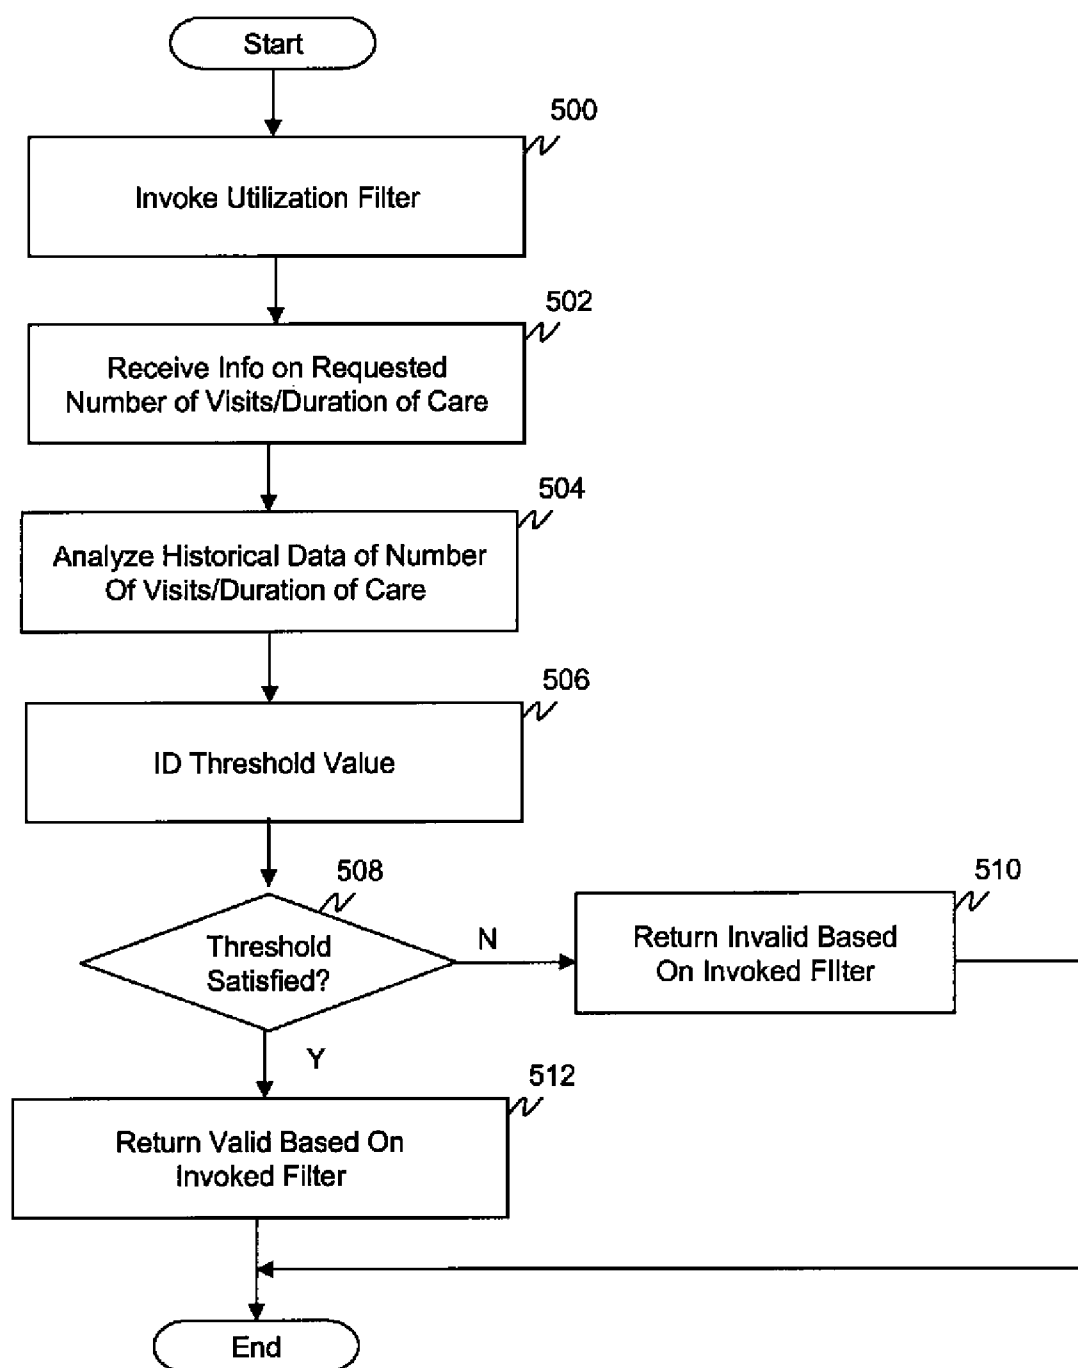 Start
500
Invoke Utilization Filter
502
Receive Info on Requested
Number of Visits/Duration of Care
504
Analyze Historical Data of Number
Of Visits/Duration of Care
506
ID Threshold Value
508
Threshold
Satisfied?
N
510
Return Invalid Based
On Invoked FIlter
Y
512
Return Valid Based On
Invoked Filter
End